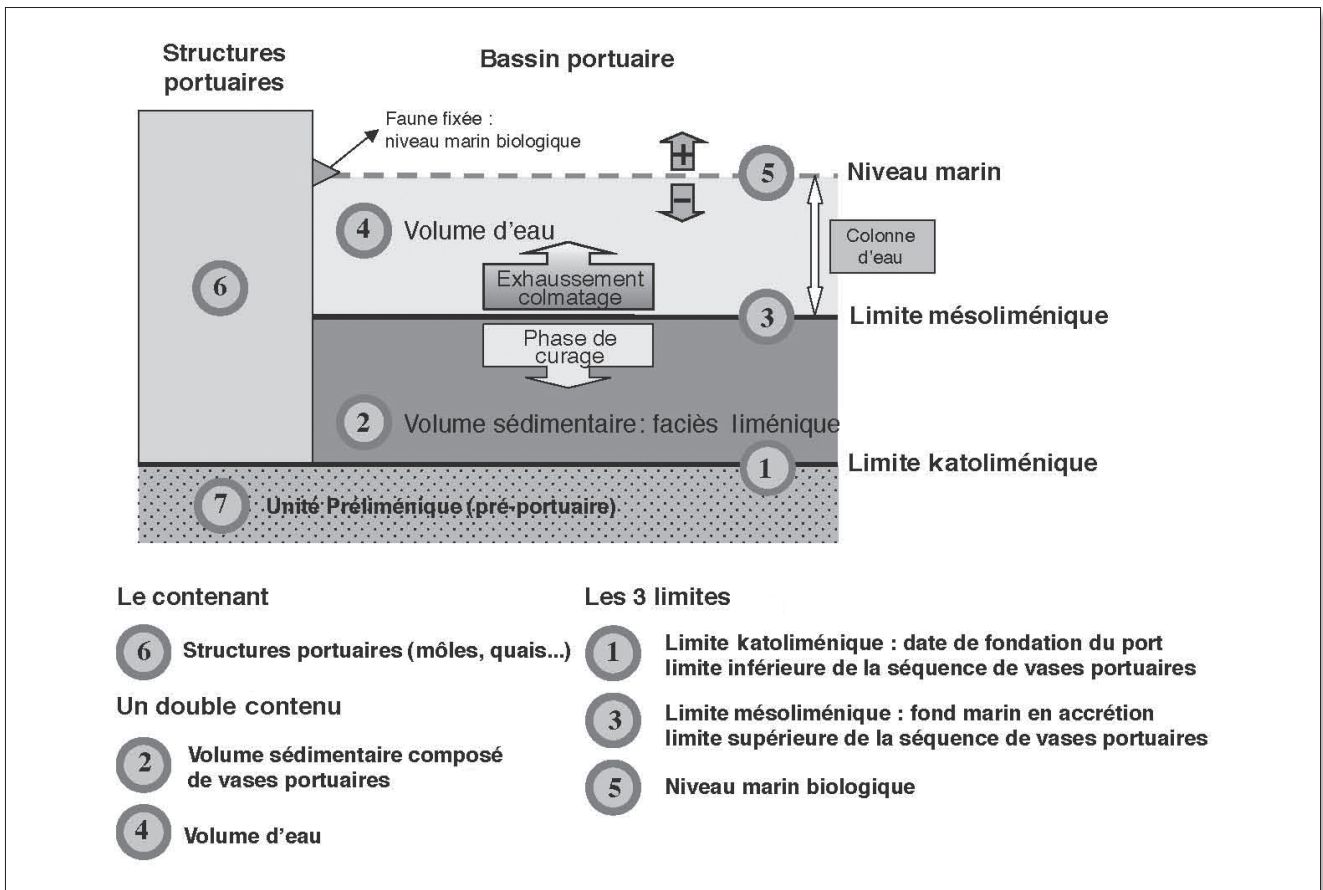 Structures
portuaires
Bassin portuaire
Faune fixée :
niveau marin biologique
+
5
Niveau marin
−
4
Volume d'eau
Colonne
d'eau
Exhaussement
colmatage
6
3
Limite mésoliménique
Phase de
curage
2
Volume sédimentaire : faciès liménique
1
Limite katoliménique
7
Unité Préliménique (pré-portuaire)
Le contenant
6
Structures portuaires (môles, quais...)
Un double contenu
2
Volume sédimentaire composé
de vases portuaires
4
Volume d'eau
Les 3 limites
1
Limite katoliménique : date de fondation du port
limite inférieure de la séquence de vases portuaires
3
Limite mésoliménique : fond marin en accrétion
limite supérieure de la séquence de vases portuaires
5
Niveau marin biologique